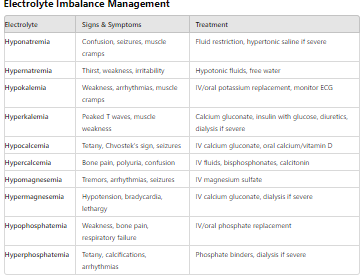 Electrolyte Imbalance Management
Electrolyte Signs & Symptoms Treatment
Hyponatremia Confusion, seizures, muscle Fluid restriction, hypertonic saline if severe
cramps
Hypernatremia Thirst, weakness, irritability Hypotonic fluids, free water
Hypokalemia Weakness, arrhythmias, muscle IV/oral potassium replacement, monitor ECG
cramps
Hyperkalemia Peaked T waves, muscle Calcium gluconate, insulin with glucose, diuretics,
weakness dialysis if severe
Hypocalcemia Tetany, Chvostek's sign, seizures IV calcium gluconate, oral calcium/vitamin D
Hypercalcemia Bone pain, polyuria, confusion IV fluids, bisphosphonates, calcitonin
Hypomagnesemia Tremors, arrhythmias, seizures IV magnesium sulfate
Hypermagnesemia Hypotension, bradycardia, IV calcium gluconate, dialysis if severe
lethargy
Hypophosphatemia Weakness, bone pain, IV/oral phosphate replacement
respiratory failure
Hyperphosphatemia Tetany, calcifications, Phosphate binders, dialysis if severe
arrhythmias